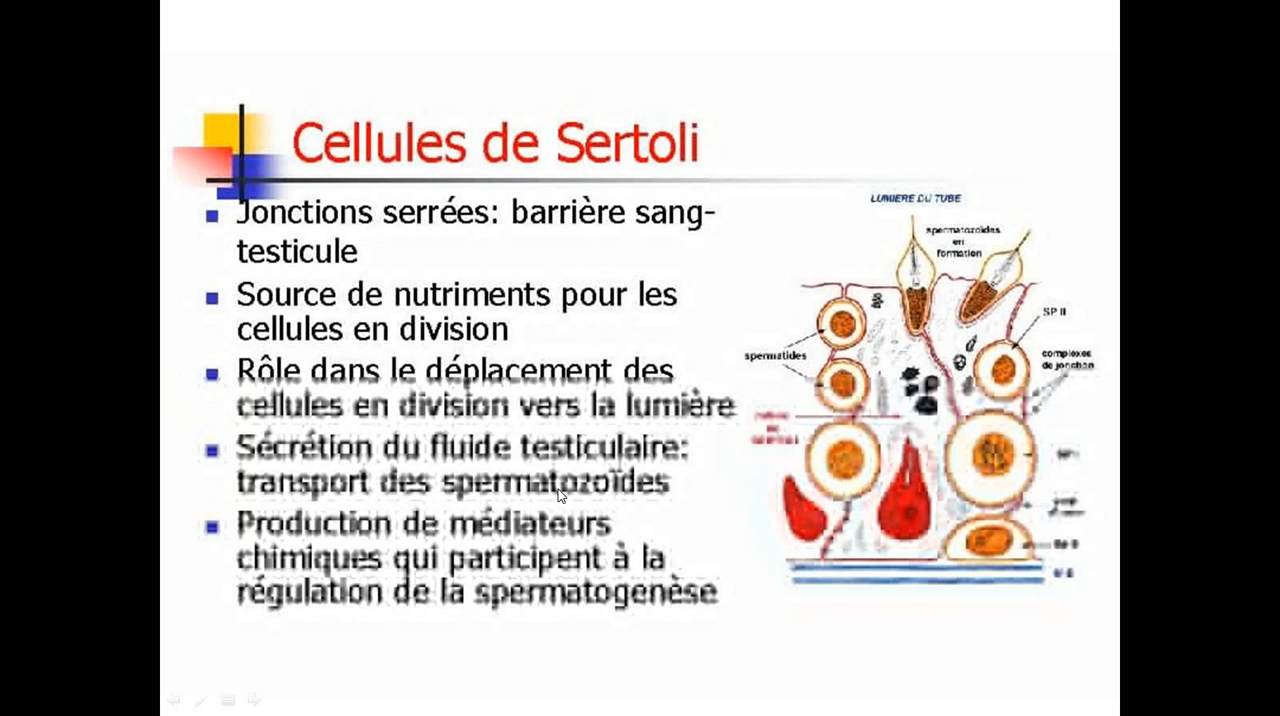 Cellules de Sertoli
Jonctions serrées: barrière sang-
testicule
Source de nutriments pour les
cellules en division
Rôle dans le déplacement des
cellules en division vers la lumière
Sécrétion du fluide testiculaire:
transport des spermatozoïdes
Production de médiateurs
chimiques qui participent à la
régulation de la spermatogenèse
LUMIERE DU TUBE
spermatozoïdes
en
formation
SP II
spermatides
complexes
de jonction